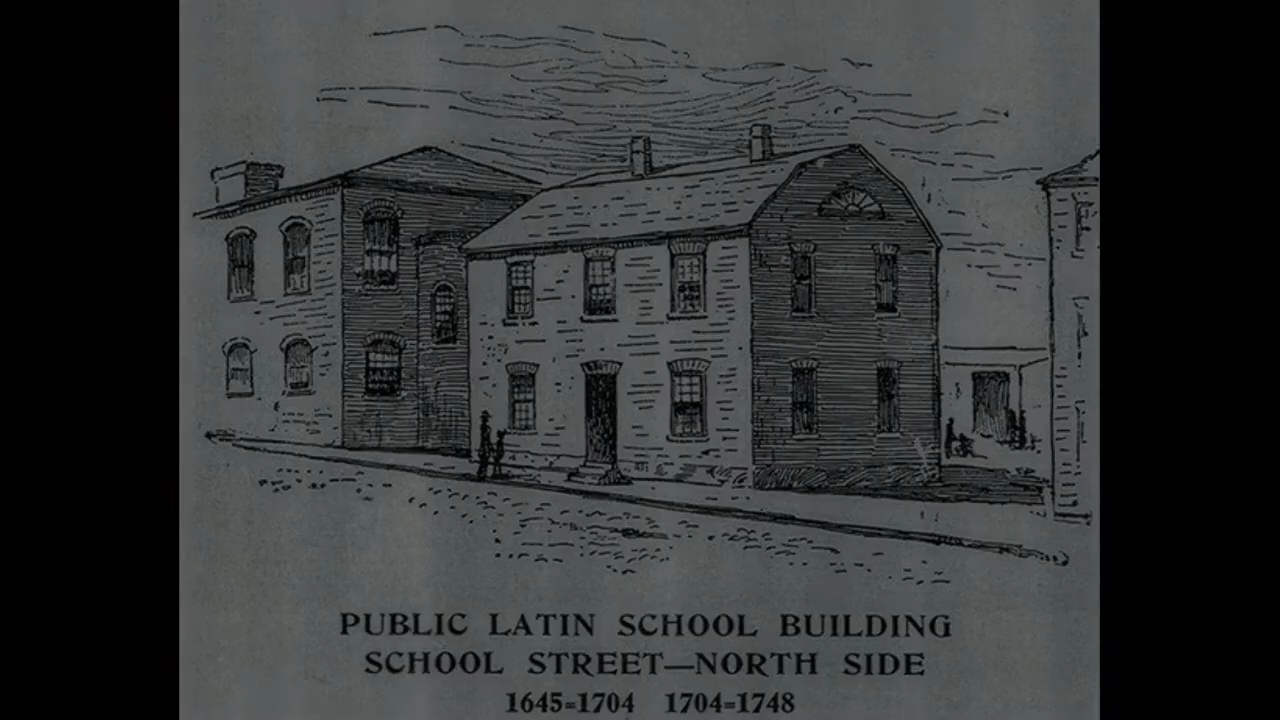 PUBLIC LATIN SCHOOL BUILDING
SCHOOL STREET—NORTH SIDE
1645=1704 1704=1748